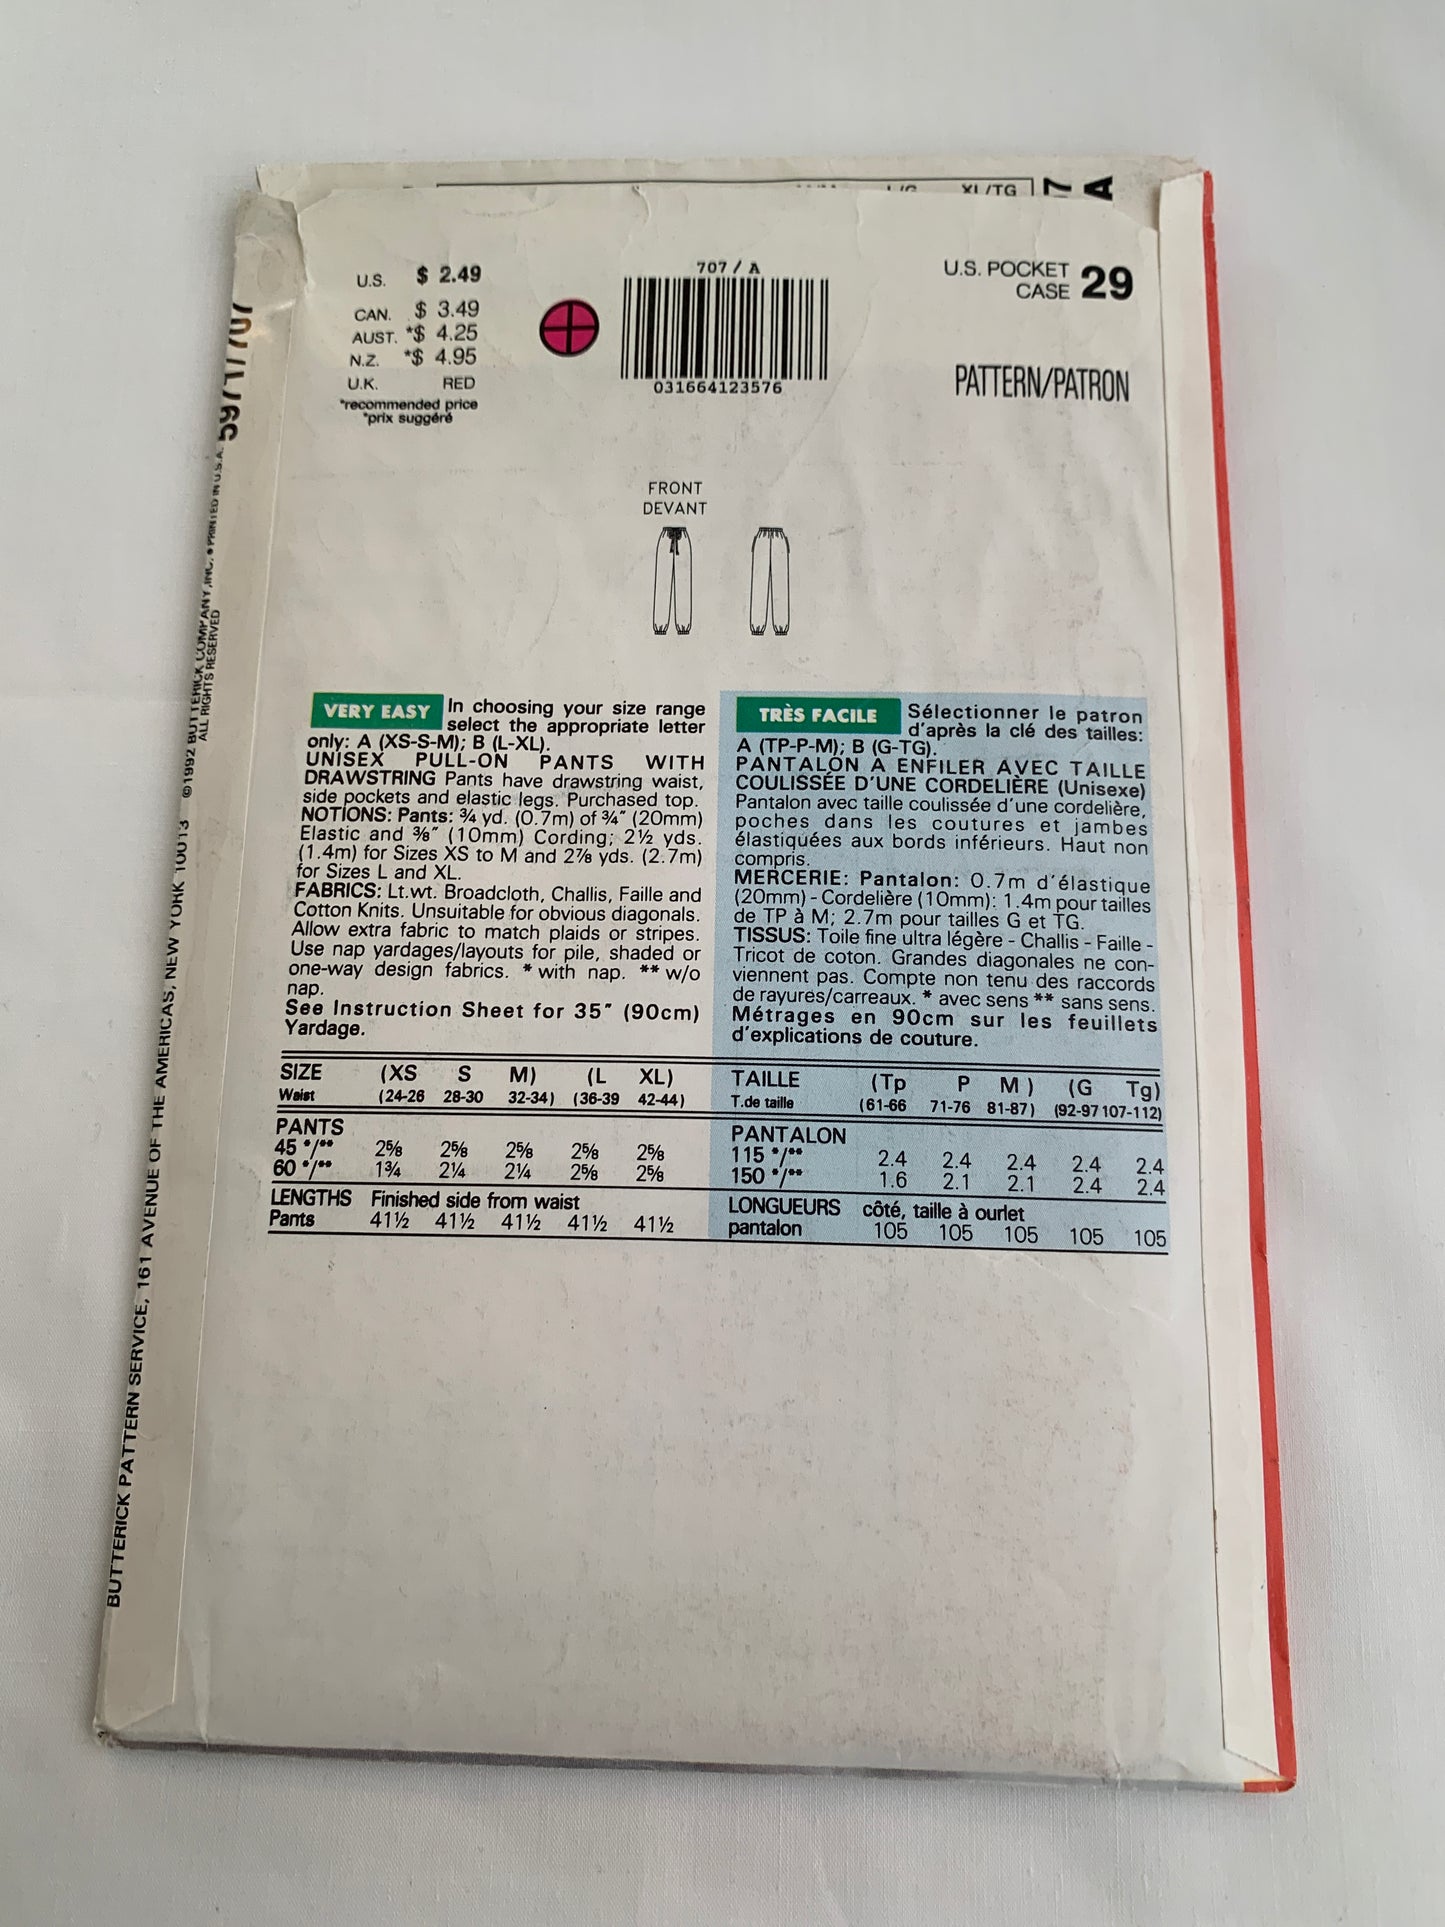 XL/TG
A
U.S. $ 2.49
CAN. $ 3.49
AUST. *$ 4.25
N.Z. *$ 4.95
U.K. RED
*recommended price
*prix suggéré
707 / A
031664123576
U.S. POCKET
CASE 29
PATTERN/PATRON
FRONT
DEVANT
VERY EASY In choosing your size range
select the appropriate letter
only: A (XS-S-M); B (L-XL).
UNISEX PULL-ON PANTS WITH
DRAWSTRING Pants have drawstring waist,
side pockets and elastic legs. Purchased top.
NOTIONS: Pants: ¾ yd. (0.7m) of ¾" (20mm)
Elastic and ⅜" (10mm) Cording; 2½ yds.
(1.4m) for Sizes XS to M and 2⅞ yds. (2.7m)
for Sizes L and XL.
FABRICS: Lt.wt. Broadcloth, Challis, Faille and
Cotton Knits. Unsuitable for obvious diagonals.
Allow extra fabric to match plaids or stripes.
Use nap yardages/layouts for pile, shaded or
one-way design fabrics. * with nap. ** w/o
nap.
See Instruction Sheet for 35" (90cm)
Yardage.
TRÈS FACILE Sélectionner le patron
d'après la clé des tailles:
A (TP-P-M); B (G-TG).
PANTALON A ENFILER AVEC TAILLE
COULISSÉE D'UNE CORDELIÈRE (Unisexe)
Pantalon avec taille coulissée d'une cordelière,
poches dans les coutures et jambes
élastiquées aux bords inférieurs. Haut non
compris.
MERCERIE: Pantalon: 0.7m d'élastique
(20mm) - Cordelière (10mm): 1.4m pour tailles
de TP à M; 2.7m pour tailles G et TG.
TISSUS: Toile fine ultra légère - Challis - Faille -
Tricot de coton. Grandes diagonales ne con-
viennent pas. Compte non tenu des raccords
de rayures/carreaux. * avec sens ** sans sens.
Métrages en 90cm sur les feuillets
d'explications de couture.
SIZE (XS S M) (L XL)
Waist (24-26 28-30 32-34) (36-39 42-44)
PANTS
45 */** 2⅝ 2⅝ 2⅝ 2⅝ 2⅝
60 */** 1¾ 2¼ 2¼ 2⅝ 2⅝
LENGTHS Finished side from waist
Pants 41½ 41½ 41½ 41½ 41½
TAILLE (Tp P M ) (G Tg)
T.de taille (61-66 71-76 81-87) (92-97 107-112)
PANTALON
115 */** 2.4 2.4 2.4 2.4 2.4
150 */** 1.6 2.1 2.1 2.4 2.4
LONGUEURS côté, taille à ourlet
pantalon 105 105 105 105 105
BUTTERICK PATTERN SERVICE, 161 AVENUE OF THE AMERICAS, NEW YORK 10013 ©1992 BUTTERICK COMPANY, INC. • PRINTED IN U.S.A.
ALL RIGHTS RESERVED
5971/707